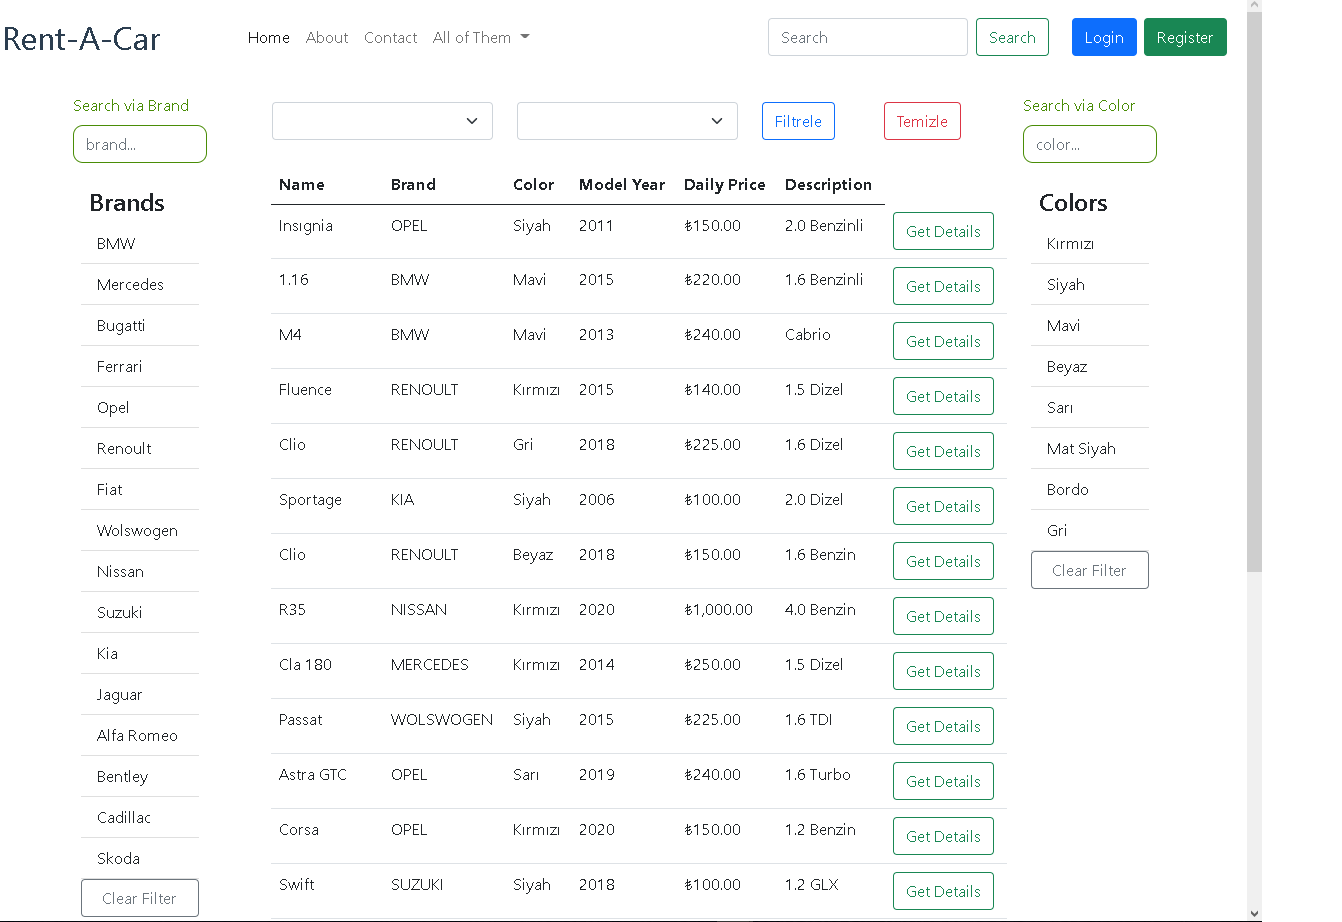 Rent-A-Car Home About Contact All of Them Search Search Login Register
Search via Brand
brand...
Brands
BMW
Mercedes
Bugatti
Ferrari
Opel
Renoult
Fiat
Wolswogen
Nissan
Suzuki
Kia
Jaguar
Alfa Romeo
Bentley
Cadillac
Skoda
Clear Filter
Filtrele Temizle
Name Brand Color Model Year Daily Price Description
Insıgnia OPEL Siyah 2011 ₺150.00 2.0 Benzinli Get Details
1.16 BMW Mavi 2015 ₺220.00 1.6 Benzinli Get Details
M4 BMW Mavi 2013 ₺240.00 Cabrio Get Details
Fluence RENOULT Kırmızı 2015 ₺140.00 1.5 Dizel Get Details
Clio RENOULT Gri 2018 ₺225.00 1.6 Dizel Get Details
Sportage KIA Siyah 2006 ₺100.00 2.0 Dizel Get Details
Clio RENOULT Beyaz 2018 ₺150.00 1.6 Benzin Get Details
R35 NISSAN Kırmızı 2020 ₺1,000.00 4.0 Benzin Get Details
Cla 180 MERCEDES Kırmızı 2014 ₺250.00 1.5 Dizel Get Details
Passat WOLSWOGEN Siyah 2015 ₺225.00 1.6 TDI Get Details
Astra GTC OPEL Sarı 2019 ₺240.00 1.6 Turbo Get Details
Corsa OPEL Kırmızı 2020 ₺150.00 1.2 Benzin Get Details
Swift SUZUKI Siyah 2018 ₺100.00 1.2 GLX Get Details
Search via Color
color...
Colors
Kırmızı
Siyah
Mavi
Beyaz
Sarı
Mat Siyah
Bordo
Gri
Clear Filter